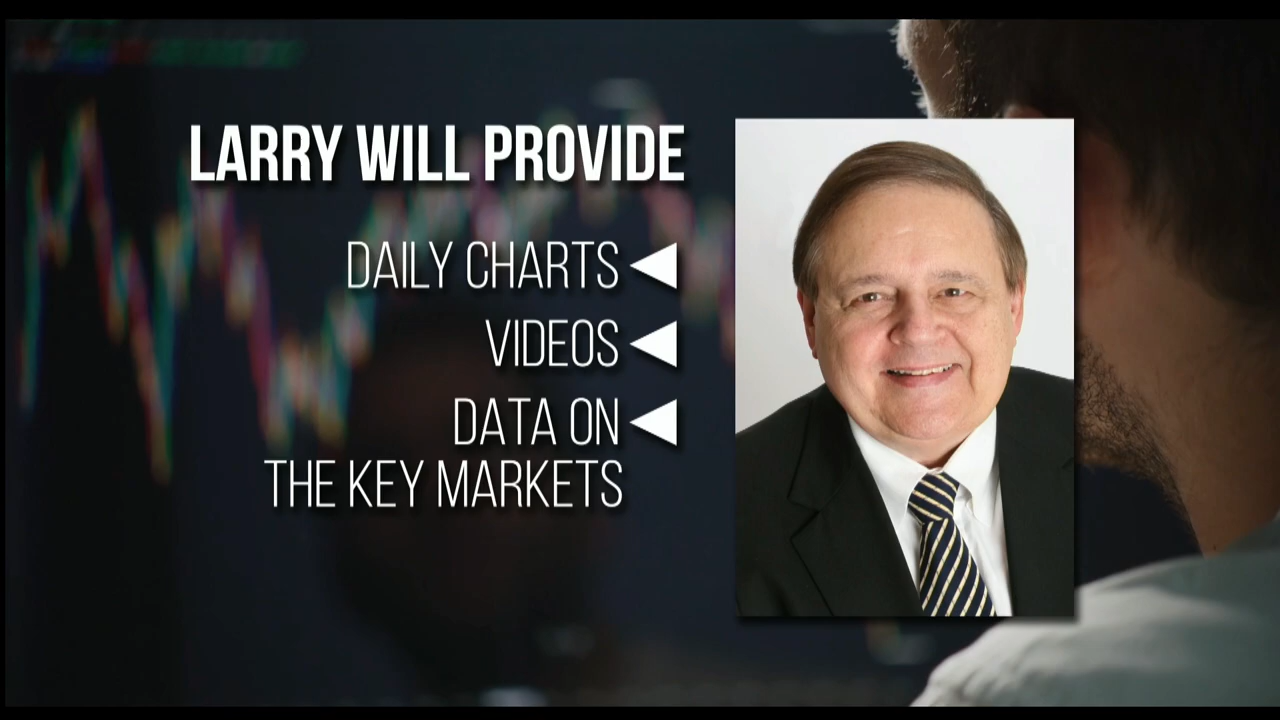 LARRY WILL PROVIDE
DAILY CHARTS
VIDEOS
DATA ON
THE KEY MARKETS